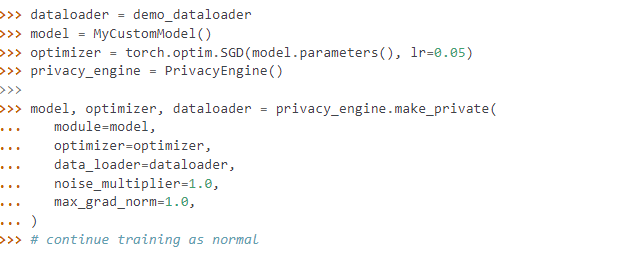 >>> dataloader = demo_dataloader
>>> model = MyCustomModel()
>>> optimizer = torch.optim.SGD(model.parameters(), lr=0.05)
>>> privacy_engine = PrivacyEngine()
>>>
>>> model, optimizer, dataloader = privacy_engine.make_private(
...    module=model,
...    optimizer=optimizer,
...    data_loader=dataloader,
...    noise_multiplier=1.0,
...    max_grad_norm=1.0,
... )
>>> # continue training as normal